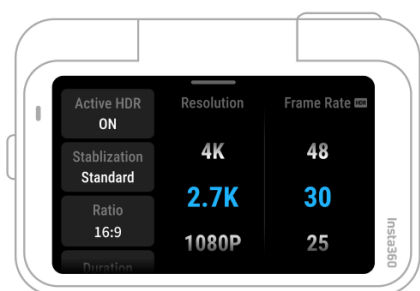 Active HDR
ON
Stablization
Standard
Ratio
16:9
Duration
Resolution
4K
2.7K
1080P
Frame Rate HDR
48
30
25
Insta360